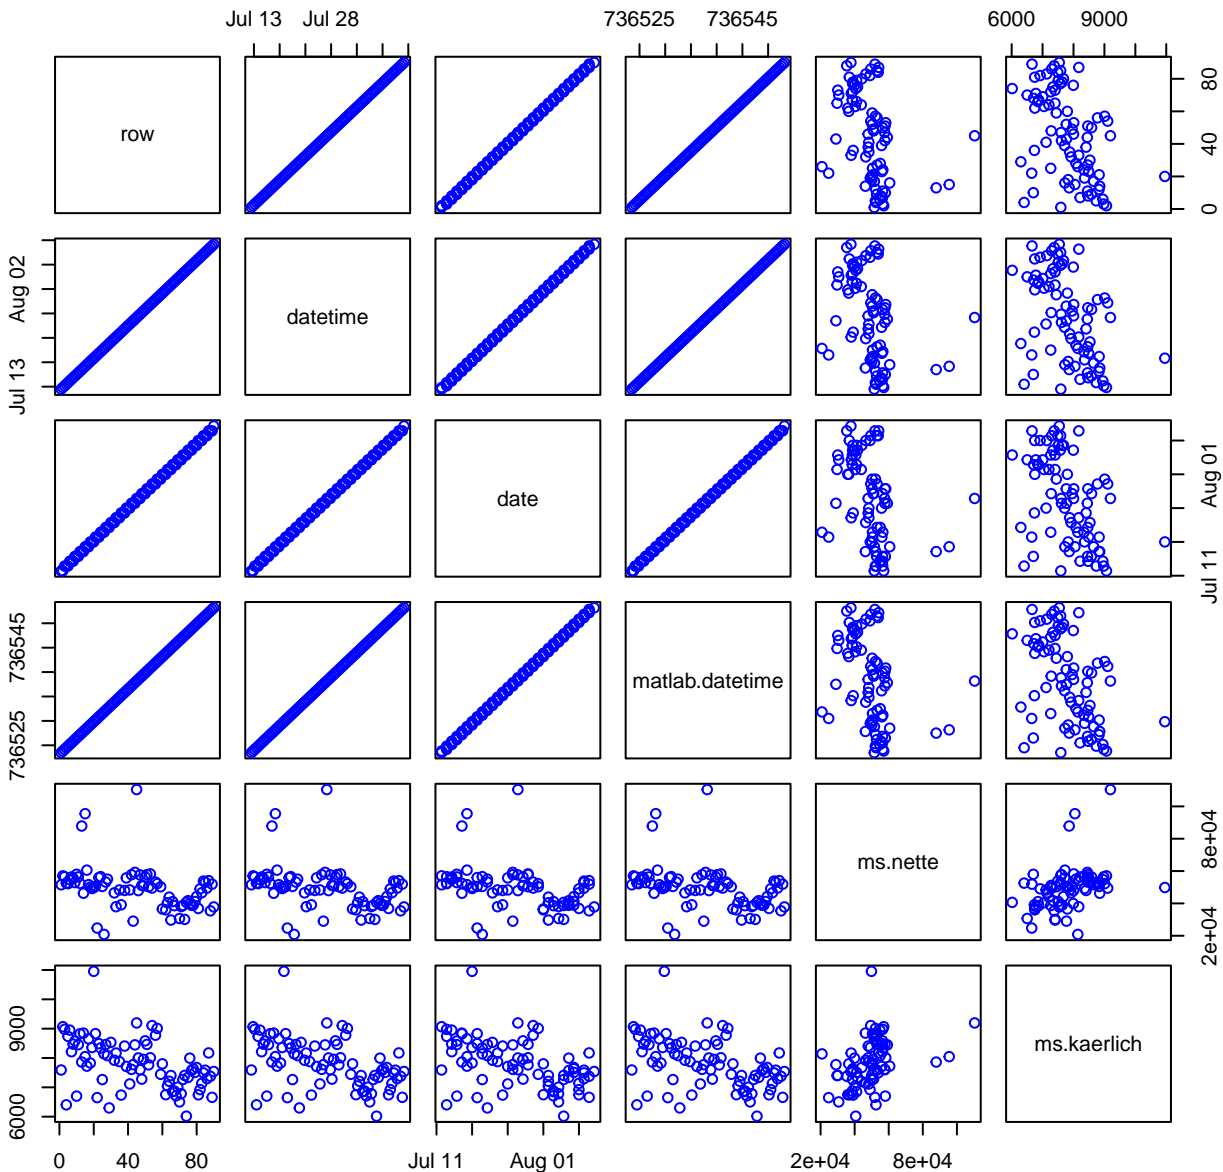 Jul 13 Jul 28 736525 736545 6000 9000
row
0 40 80
Jul 13 Aug 02
datetime
date
Jul 11 Aug 01
736525 736545
matlab.datetime
ms.nette
2e+04 8e+04
6000 9000
ms.kaerlich
0 40 80 Jul 11 Aug 01 2e+04 8e+04